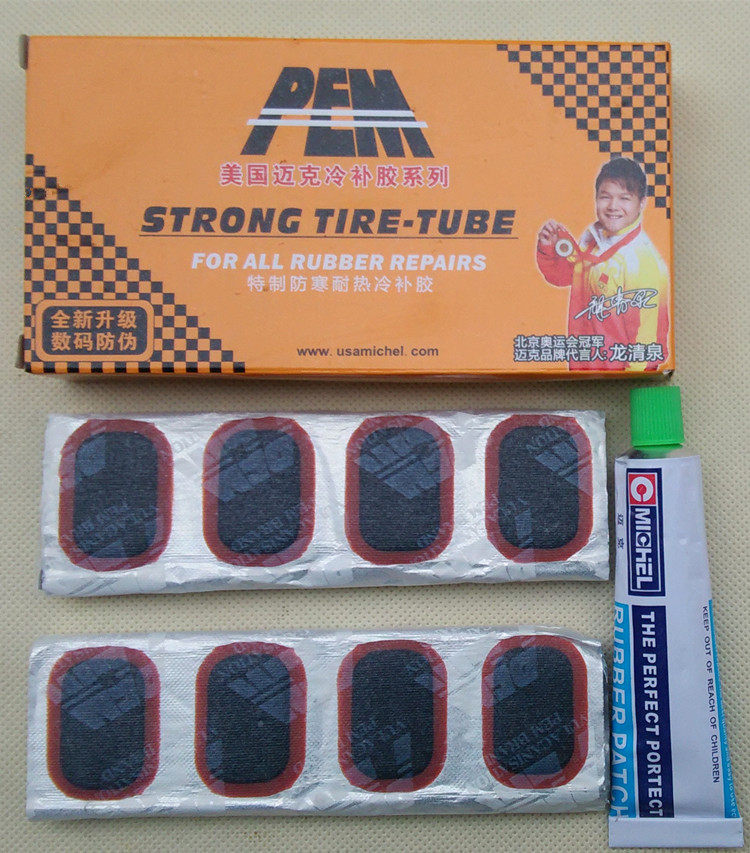 PEM
美国迈克冷补胶系列
STRONG TIRE-TUBE
FOR ALL RUBBER REPAIRS
特制防寒耐热冷补胶
全新升级
数码防伪
www. usamichel. com
北京奥运会冠军
迈克品牌代言人: 龙清泉
MICHEL
迈克
THE PERFECT PORTECT
RUBBER PATCH
KEEP OUT OF REACH OF CHILDREN